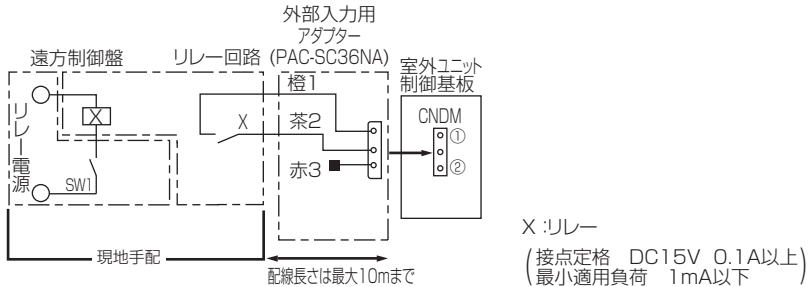 外部入力用
アダプター
遠方制御盤 リレー回路 (PAC-SC36NA)
室外ユニット
制御基板
橙1
CNDM
リレー電源
X
X
茶2
①
赤3
②
SW1
X:リレー
現地手配
配線長さは最大10mまで
(接点定格 DC15V 0.1A以上
最小適用負荷 1mA以下)